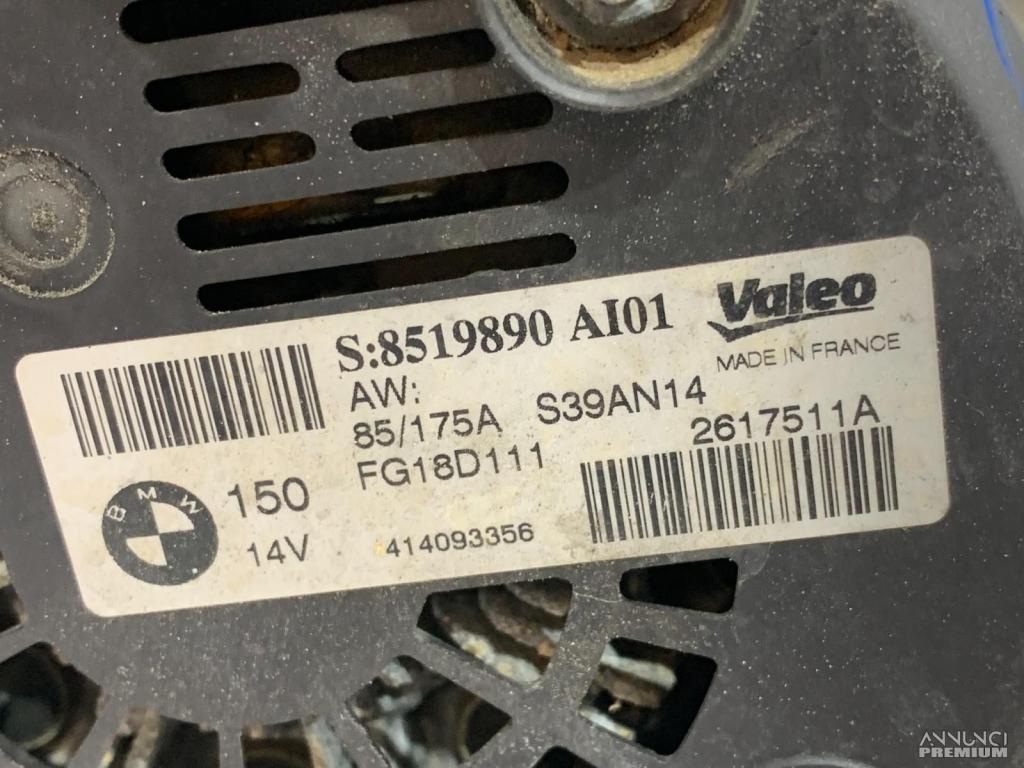 S:8519890 AI01
Valeo
MADE IN FRANCE
AW:
85/175A S39AN14
2617511A
FG18D111
BMW
150
14V
414093356
ANNUNCI
PREMIUM